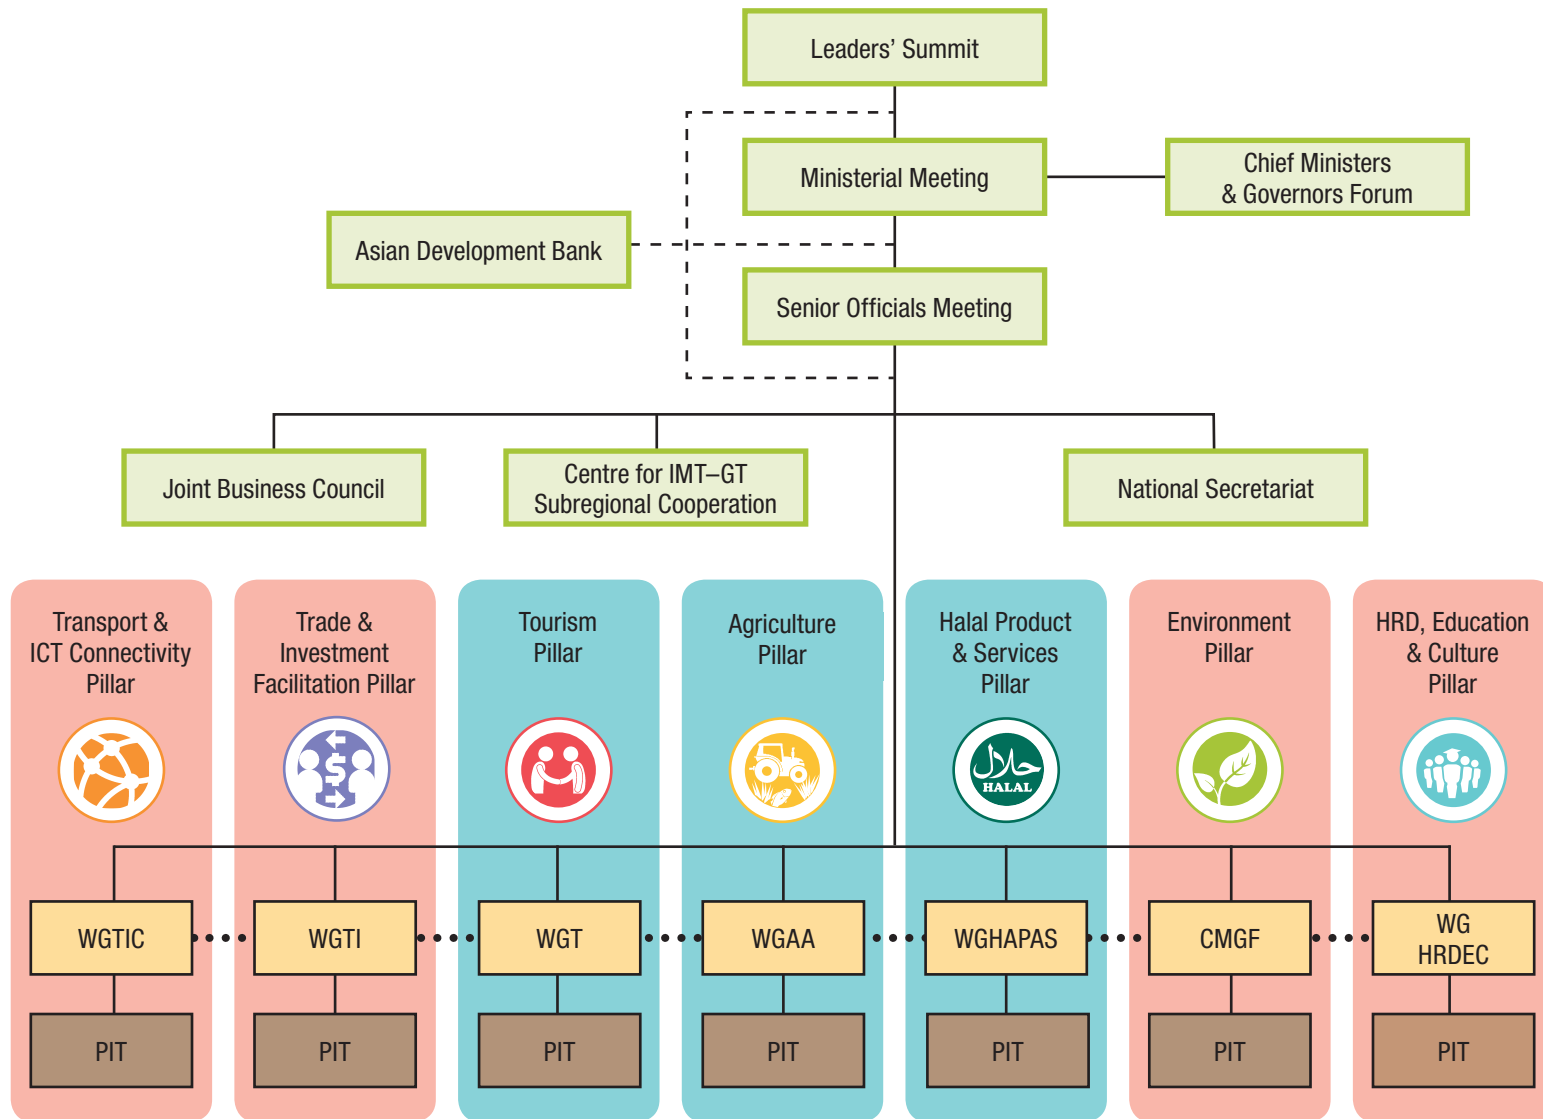 Leaders’ Summit
Ministerial Meeting
Chief Ministers
& Governors Forum
Asian Development Bank
Senior Officials Meeting
Joint Business Council
Centre for IMT–GT
Subregional Cooperation
National Secretariat
Transport &
ICT Connectivity
Pillar
Trade &
Investment
Facilitation Pillar
Tourism
Pillar
Agriculture
Pillar
Halal Product
& Services
Pillar
Environment
Pillar
HRD, Education
& Culture
Pillar
$
حلال
HALAL
WGTIC
WGTI
WGT
WGAA
WGHAPAS
CMGF
WG
HRDEC
PIT
PIT
PIT
PIT
PIT
PIT
PIT